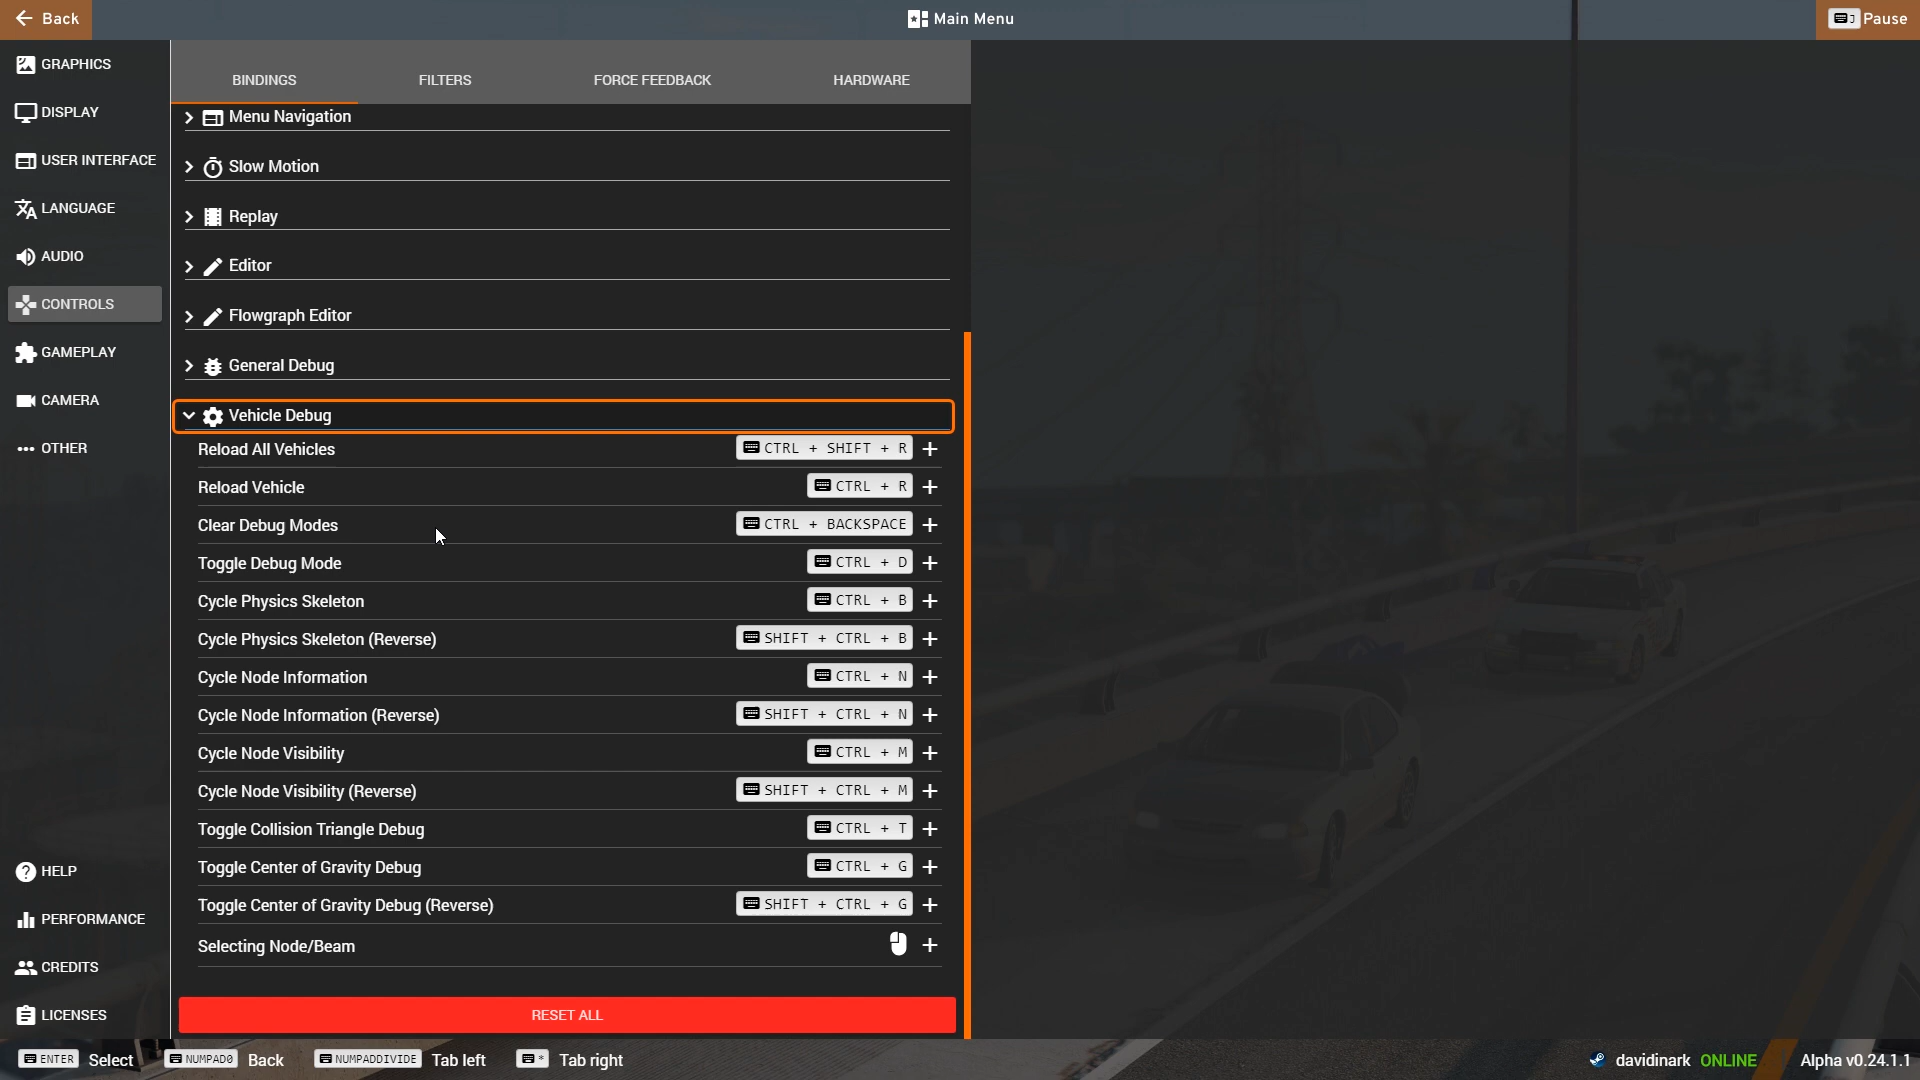 Back
Main Menu
J Pause
GRAPHICS
DISPLAY
USER INTERFACE
LANGUAGE
AUDIO
CONTROLS
GAMEPLAY
CAMERA
OTHER
HELP
PERFORMANCE
CREDITS
LICENSES
BINDINGS FILTERS FORCE FEEDBACK HARDWARE
Menu Navigation
Slow Motion
Replay
Editor
Flowgraph Editor
General Debug
Vehicle Debug
Reload All Vehicles CTRL + SHIFT + R +
Reload Vehicle CTRL + R +
Clear Debug Modes CTRL + BACKSPACE +
Toggle Debug Mode CTRL + D +
Cycle Physics Skeleton CTRL + B +
Cycle Physics Skeleton (Reverse) SHIFT + CTRL + B +
Cycle Node Information CTRL + N +
Cycle Node Information (Reverse) SHIFT + CTRL + N +
Cycle Node Visibility CTRL + M +
Cycle Node Visibility (Reverse) SHIFT + CTRL + M +
Toggle Collision Triangle Debug CTRL + T +
Toggle Center of Gravity Debug CTRL + G +
Toggle Center of Gravity Debug (Reverse) SHIFT + CTRL + G +
Selecting Node/Beam +
RESET ALL
ENTER Select NUMPAD0 Back NUMPADDIVIDE Tab left * Tab right
davidinark ONLINE Alpha v0.24.1.1